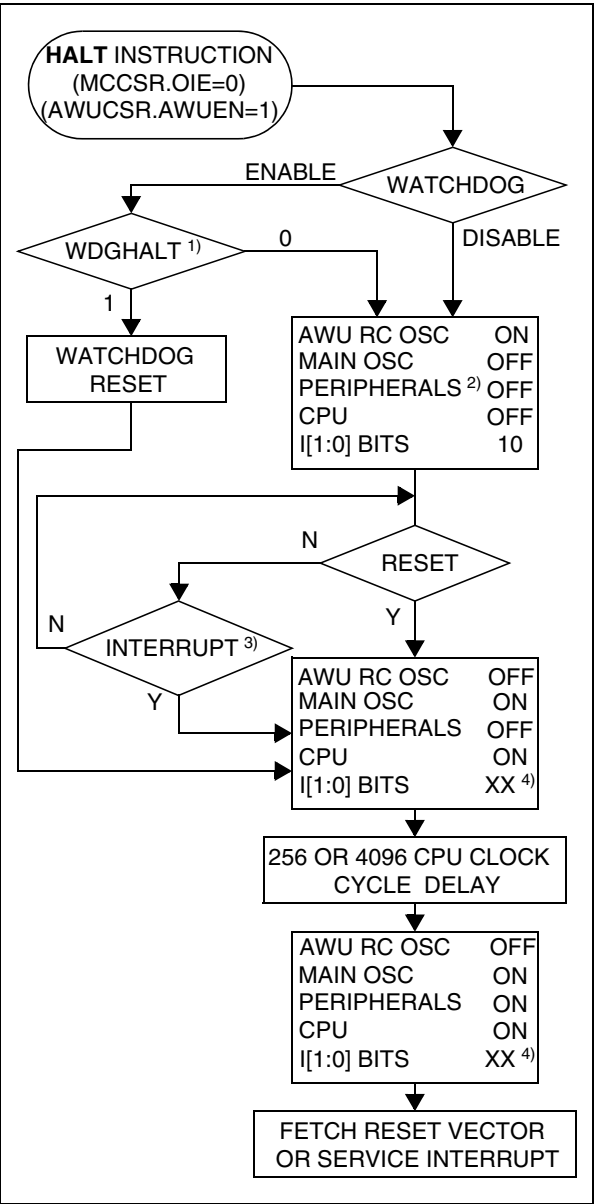 HALT INSTRUCTION
(MCCSR.OIE=0)
(AWUCSR.AWUEN=1)
ENABLE
WATCHDOG
WDGHALT 1)
0
DISABLE
1
WATCHDOG
RESET
AWU RC OSC ON
MAIN OSC OFF
PERIPHERALS 2) OFF
CPU OFF
I[1:0] BITS 10
N
RESET
Y
N
INTERRUPT 3)
Y
AWU RC OSC OFF
MAIN OSC ON
PERIPHERALS OFF
CPU ON
I[1:0] BITS XX 4)
256 OR 4096 CPU CLOCK
CYCLE DELAY
AWU RC OSC OFF
MAIN OSC ON
PERIPHERALS ON
CPU ON
I[1:0] BITS XX 4)
FETCH RESET VECTOR
OR SERVICE INTERRUPT